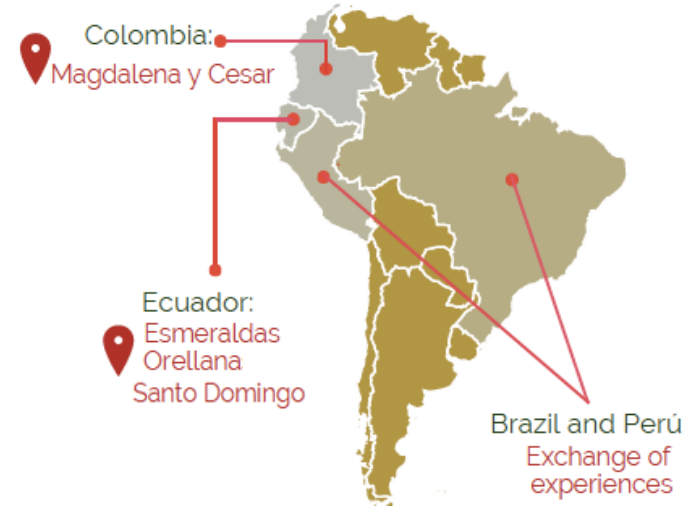 Colombia:
Magdalena y Cesar
Ecuador:
Esmeraldas
Orellana
Santo Domingo
Brazil and Perú
Exchange of
experiences